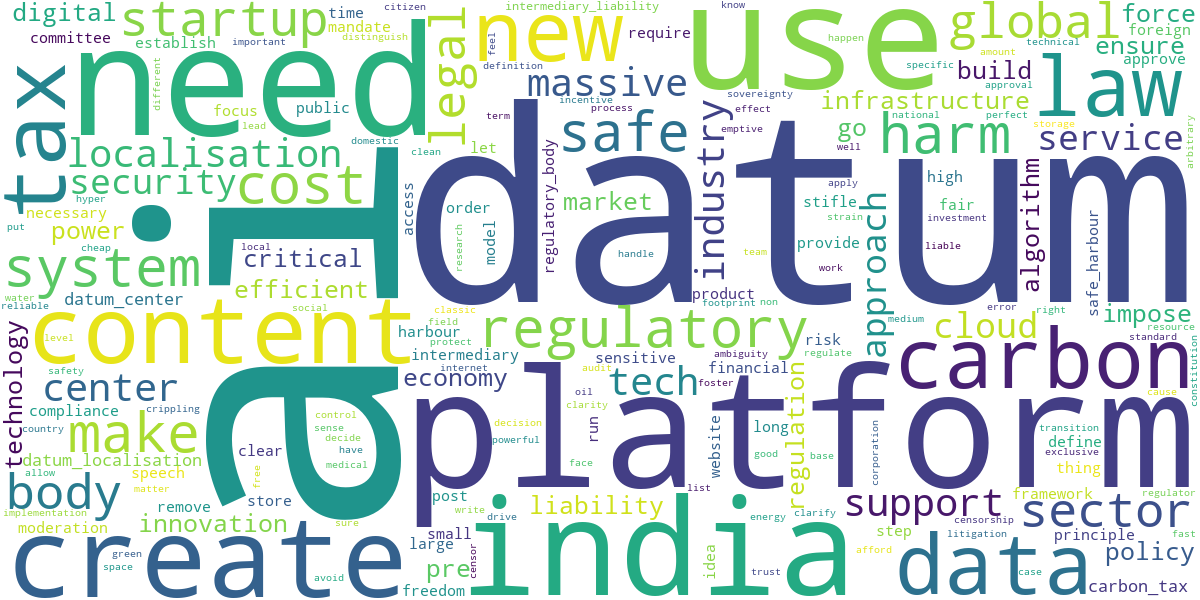 digital
citizen
intermediary_liability
know
global
force
startup
time
mandate
legal
new
use
foreign
committee
establish
important
distinguish
feel
require
happen
amount
technical
ensure
need
definition
massive
specific
build
approve
tax
different
focus
public
incentive
process
sovereignty
infrastructure
approval
law
lead
term
safe
effect
national
perfect
storage
localisation
domestic
clean
let
emptive
go
well
harm
service
arbitrary
security
cost
ai
datum
industry
hyper
necessary
access
order
regulatory_body
market
apply
stifle
strain
approach
high
fair
investment
algorithm
safe_harbour
put
power
cheap
model
research
handle
team
provide
work
liable
system
local
critical
efficient
product
footprint
non
water
reliable
datum_center
social
classic
field
error
right
impose
resource
standard
constitution
content
level
harbour
protect
regulatory
risk
medium
cloud
carbon
technology
safety
intermediary
internet
sensitive
ambiguity
regulate
financial
center
economy
audit
tech
foster
cause
compliance
crippling
control
platform
oil
clarity
regulation
country
make
sense
decide
have
decision
powerful
run
website
long
good
base
corporation
transition
define
exclusive
thing
datum_localisation
clear
medical
face
allow
speech
matter
free
body
store
remove
post
write
list
liability
support
framework
regulator
sector
implementation
moderation
innovation
sure
small
drive
energy
clarify
step
censorship
litigation
principle
fast
create
green
space
large
pre
censor
india
idea
trust
afford
data
case
policy
avoid
freedom
carbon_tax